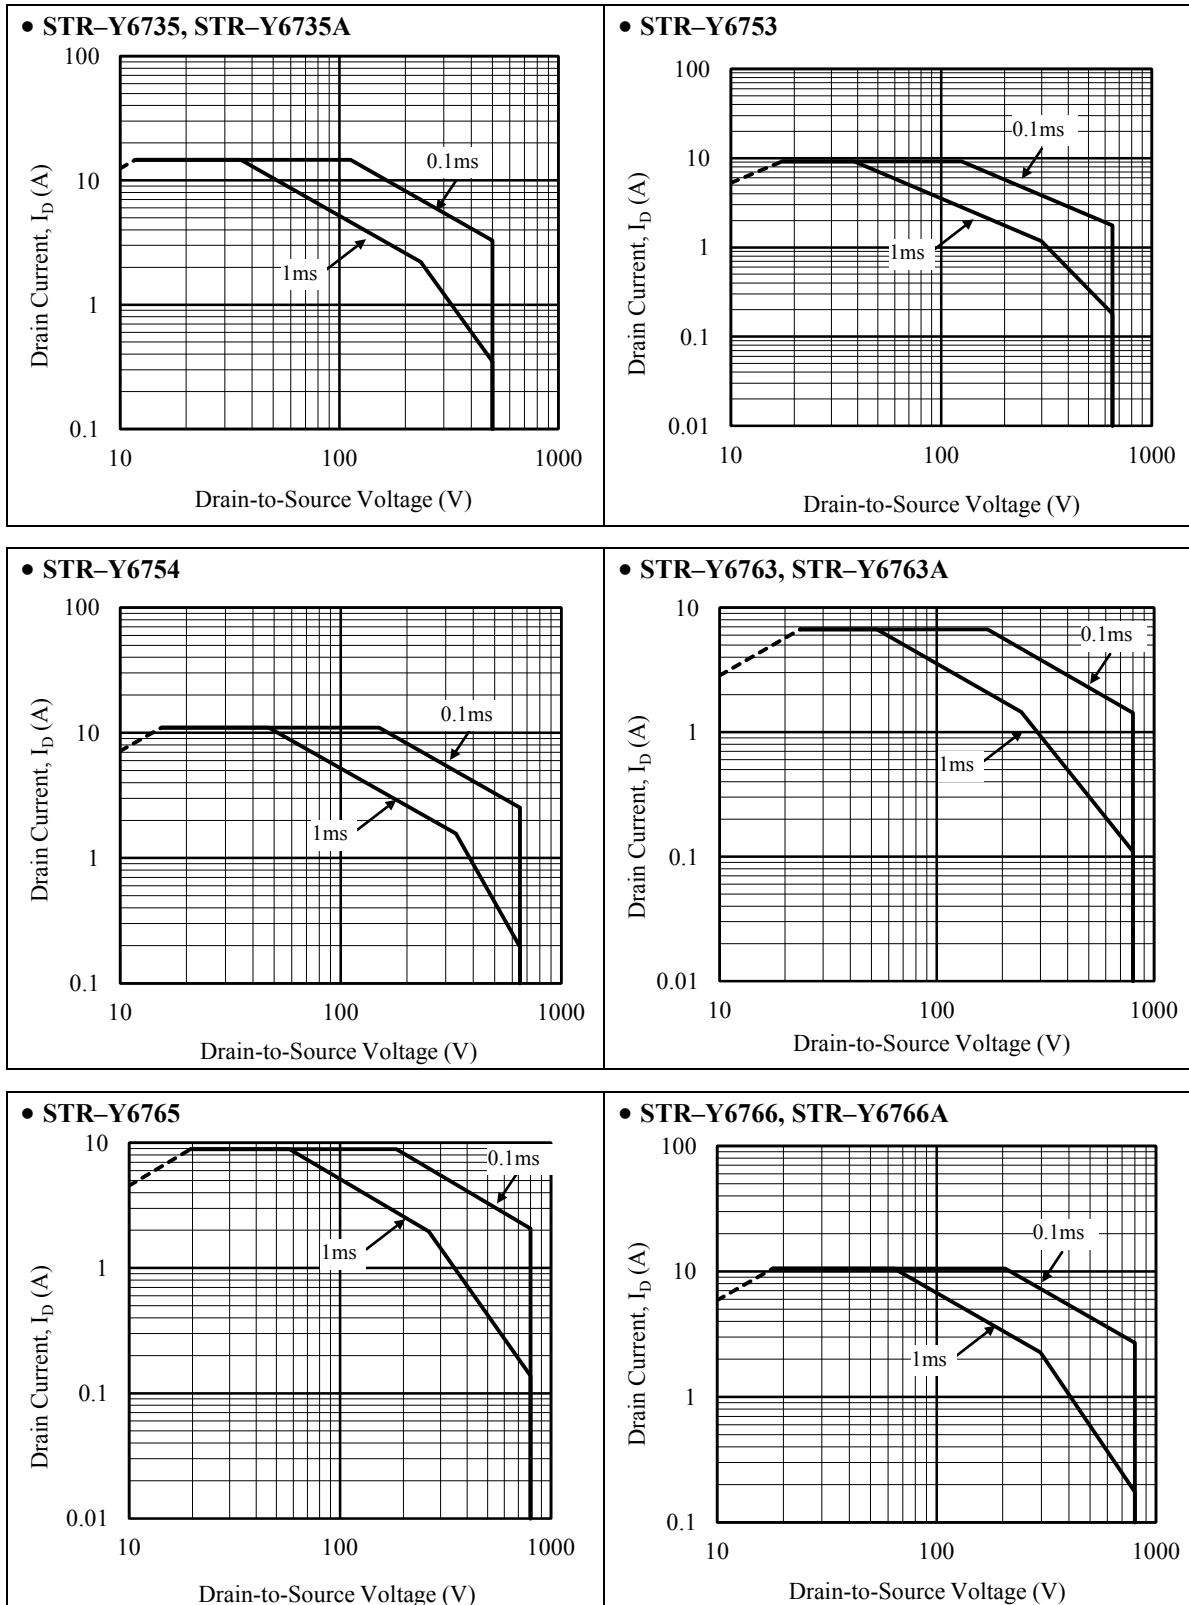 • STR–Y6735, STR–Y6735A
100
10
1
0.1
10
100
1000
0.1ms
1ms
Drain Current, I_D (A)
Drain-to-Source Voltage (V)
• STR–Y6753
100
10
1
0.1
0.01
10
100
1000
0.1ms
1ms
Drain Current, I_D (A)
Drain-to-Source Voltage (V)
• STR–Y6754
100
10
1
0.1
10
100
1000
0.1ms
1ms
Drain Current, I_D (A)
Drain-to-Source Voltage (V)
• STR–Y6763, STR–Y6763A
10
1
0.1
0.01
10
100
1000
0.1ms
1ms
Drain Current, I_D (A)
Drain-to-Source Voltage (V)
• STR–Y6765
10
1
0.1
0.01
10
100
1000
0.1ms
1ms
Drain Current, I_D (A)
Drain-to-Source Voltage (V)
• STR–Y6766, STR–Y6766A
100
10
1
0.1
10
100
1000
0.1ms
1ms
Drain Current, I_D (A)
Drain-to-Source Voltage (V)